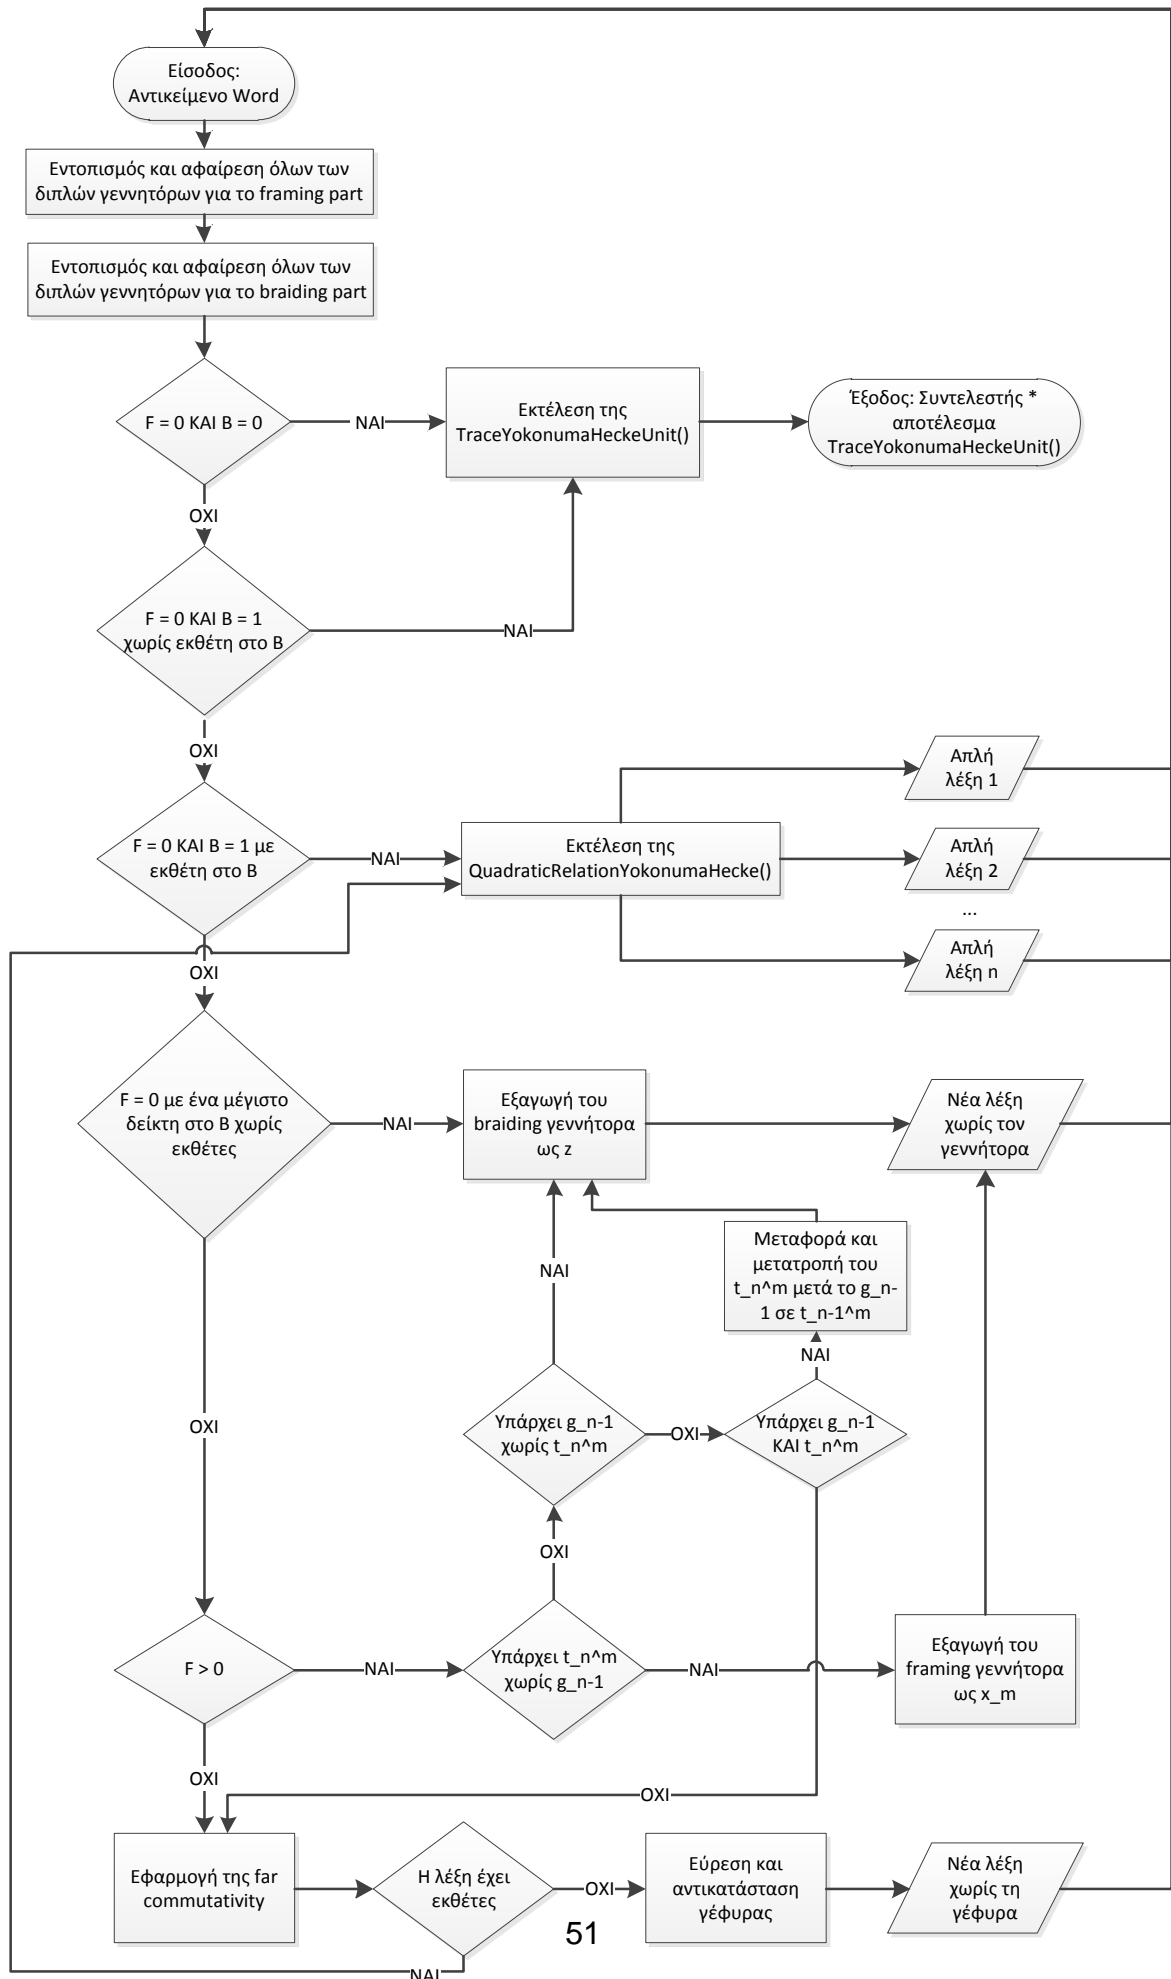 Είσοδος:
Αντικείμενο Word
Εντοπισμός και αφαίρεση όλων των
διπλών γεννητόρων για το framing part
Εντοπισμός και αφαίρεση όλων των
διπλών γεννητόρων για το braiding part
F = 0 ΚΑΙ B = 0
ΝΑΙ
Εκτέλεση της
TraceYokonumaHeckeUnit()
Έξοδος: Συντελεστής *
αποτέλεσμα
TraceYokonumaHeckeUnit()
ΟΧΙ
F = 0 ΚΑΙ B = 1
χωρίς εκθέτη στο B
ΝΑΙ
ΟΧΙ
F = 0 ΚΑΙ B = 1 με
εκθέτη στο B
ΝΑΙ
Εκτέλεση της
QuadraticRelationYokonumaHecke()
Απλή
λέξη 1
Απλή
λέξη 2
...
Απλή
λέξη n
ΟΧΙ
F = 0 με ένα μέγιστο
δείκτη στο B χωρίς
εκθέτες
ΝΑΙ
Εξαγωγή του
braiding γεννήτορα
ως z
Νέα λέξη
χωρίς τον
γεννήτορα
Μεταφορά και
μετατροπή του
t_n^m μετά το g_n-
1 σε t_n-1^m
ΝΑΙ
ΝΑΙ
ΟΧΙ
Υπάρχει g_n-1
χωρίς t_n^m
ΟΧΙ
Υπάρχει g_n-1
ΚΑΙ t_n^m
ΟΧΙ
F > 0
ΝΑΙ
Υπάρχει t_n^m
χωρίς g_n-1
ΝΑΙ
Εξαγωγή του
framing γεννήτορα
ως x_m
ΟΧΙ
ΟΧΙ
Εφαρμογή της far
commutativity
Η λέξη έχει
εκθέτες
ΟΧΙ
Εύρεση και
αντικατάσταση
γέφυρας
Νέα λέξη
χωρίς τη
γέφυρα
51
ΝΑΙ